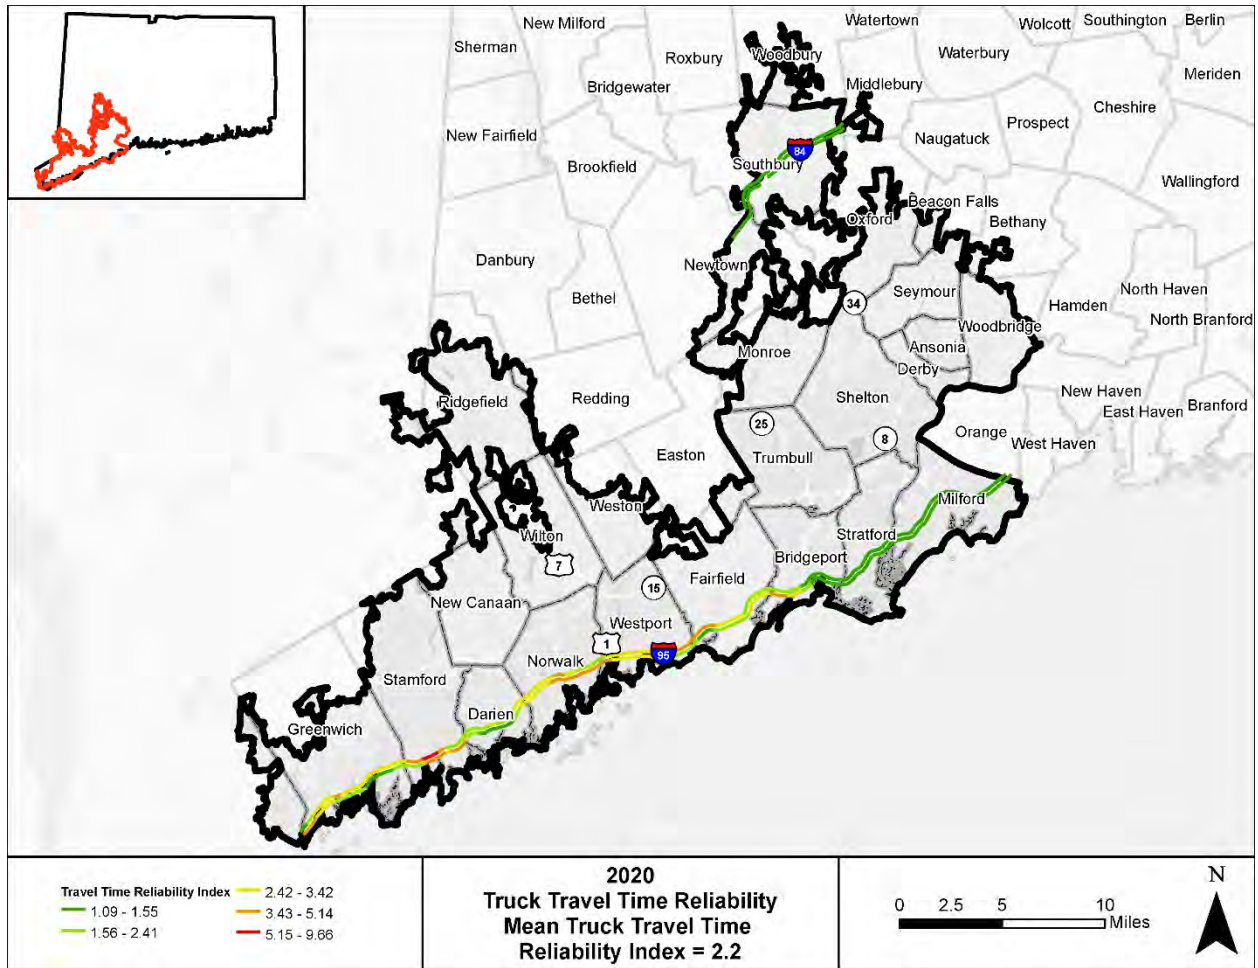 New Milford
Watertown
Wolcott
Southington
Berlin
Sherman
Roxbury
Woodbury
Waterbury
Meriden
Bridgewater
Middlebury
Cheshire
New Fairfield
Naugatuck
Prospect
Brookfield
84
Southbury
Wallingford
Beacon Falls
Oxford
Bethany
Danbury
Newtown
Bethel
Seymour
North Haven
34
Hamden
North Branford
Woodbridge
Monroe
Ansonia
Derby
New Haven
Ridgefield
Redding
Shelton
East Haven
Branford
25
8
Orange
West Haven
Easton
Trumbull
Weston
Milford
Wilton
Stratford
7
Bridgeport
15
Fairfield
New Canaan
Westport
1
95
Norwalk
Stamford
Darien
Greenwich
Travel Time Reliability Index
1.09 - 1.55
1.56 - 2.41
2.42 - 3.42
3.43 - 5.14
5.15 - 9.66
2020
Truck Travel Time Reliability
Mean Truck Travel Time
Reliability Index = 2.2
0 2.5 5 10
Miles
N